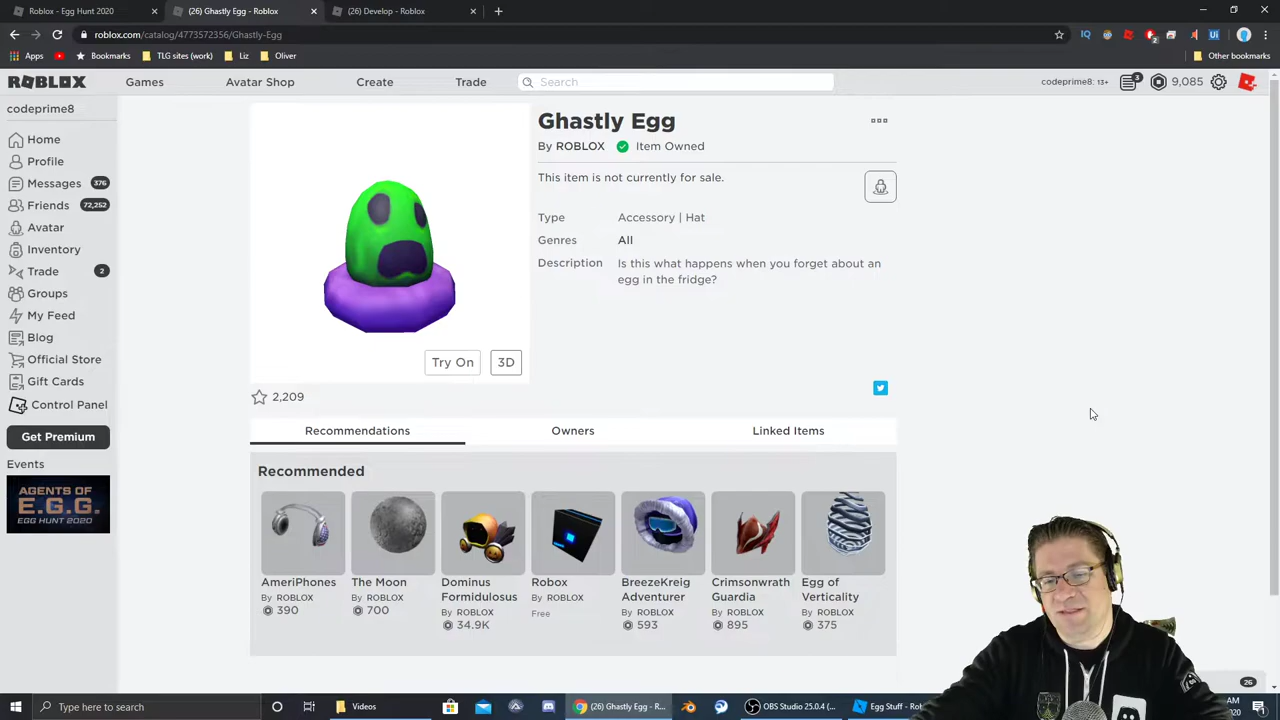 Roblox - Egg Hunt 2020
(26) Ghastly Egg - Roblox
(26) Develop - Roblox
roblox.com/catalog/4773572356/Ghastly-Egg
Apps
Bookmarks
TLG sites (work)
Liz
Oliver
Other bookmarks
ROBLOX
Games
Avatar Shop
Create
Trade
Search
codeprime8: 13+
3
9,085
codeprime8
Home
Profile
Messages 376
Friends 72,252
Avatar
Inventory
Trade 2
Groups
My Feed
Blog
Official Store
Gift Cards
Control Panel
Get Premium
Events
AGENTS OF
E.G.G.
EGG HUNT 2020
Ghastly Egg
By ROBLOX Item Owned
This item is not currently for sale.
Type Accessory | Hat
Genres All
Description Is this what happens when you forget about an
egg in the fridge?
Try On
3D
2,209
Recommendations
Owners
Linked Items
Recommended
AmeriPhones
By ROBLOX
390
The Moon
By ROBLOX
700
Dominus
Formidulosus
By ROBLOX
34.9K
Robox
By ROBLOX
Free
BreezeKreig
Adventurer
By ROBLOX
593
Crimsonwrath
Guardia
By ROBLOX
895
Egg of
Verticality
By ROBLOX
375
26
Type here to search
Videos
(26) Ghastly Egg - R...
OBS Studio 25.0.4 (...
Egg Stuff - Ro